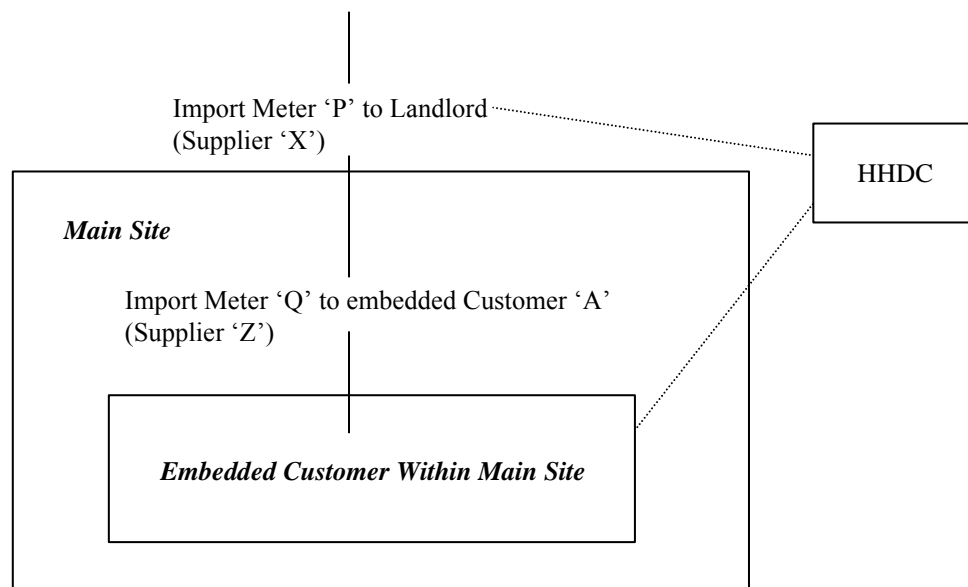 Import Meter ‘P’ to Landlord
(Supplier ‘X’)
HHDC
Main Site
Import Meter ‘Q’ to embedded Customer ‘A’
(Supplier ‘Z’)
Embedded Customer Within Main Site